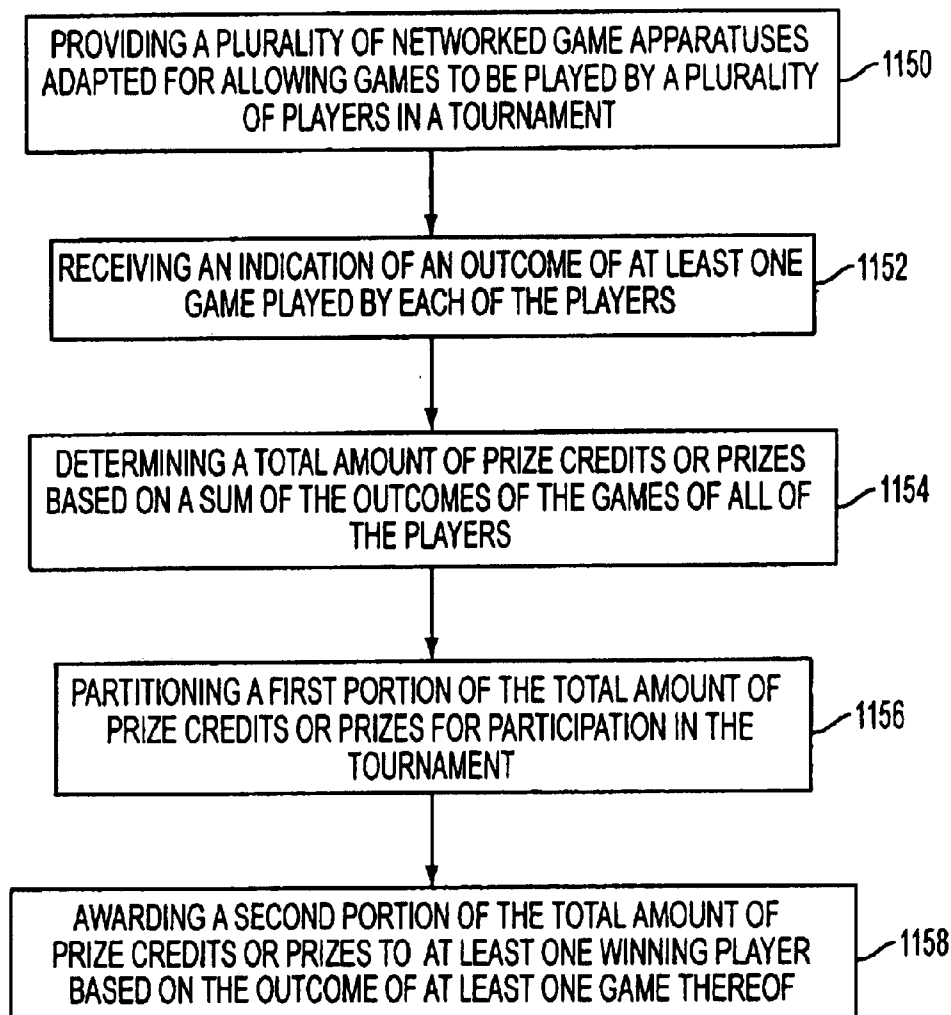 PROVIDING A PLURALITY OF NETWORKED GAME APPARATUSES
ADAPTED FOR ALLOWING GAMES TO BE PLAYED BY A PLURALITY
OF PLAYERS IN A TOURNAMENT
1150
RECEIVING AN INDICATION OF AN OUTCOME OF AT LEAST ONE
GAME PLAYED BY EACH OF THE PLAYERS
1152
DETERMINING A TOTAL AMOUNT OF PRIZE CREDITS OR PRIZES
BASED ON A SUM OF THE OUTCOMES OF THE GAMES OF ALL OF
THE PLAYERS
1154
PARTITIONING A FIRST PORTION OF THE TOTAL AMOUNT OF
PRIZE CREDITS OR PRIZES FOR PARTICIPATION IN THE
TOURNAMENT
1156
AWARDING A SECOND PORTION OF THE TOTAL AMOUNT OF
PRIZE CREDITS OR PRIZES TO AT LEAST ONE WINNING PLAYER
BASED ON THE OUTCOME OF AT LEAST ONE GAME THEREOF
1158